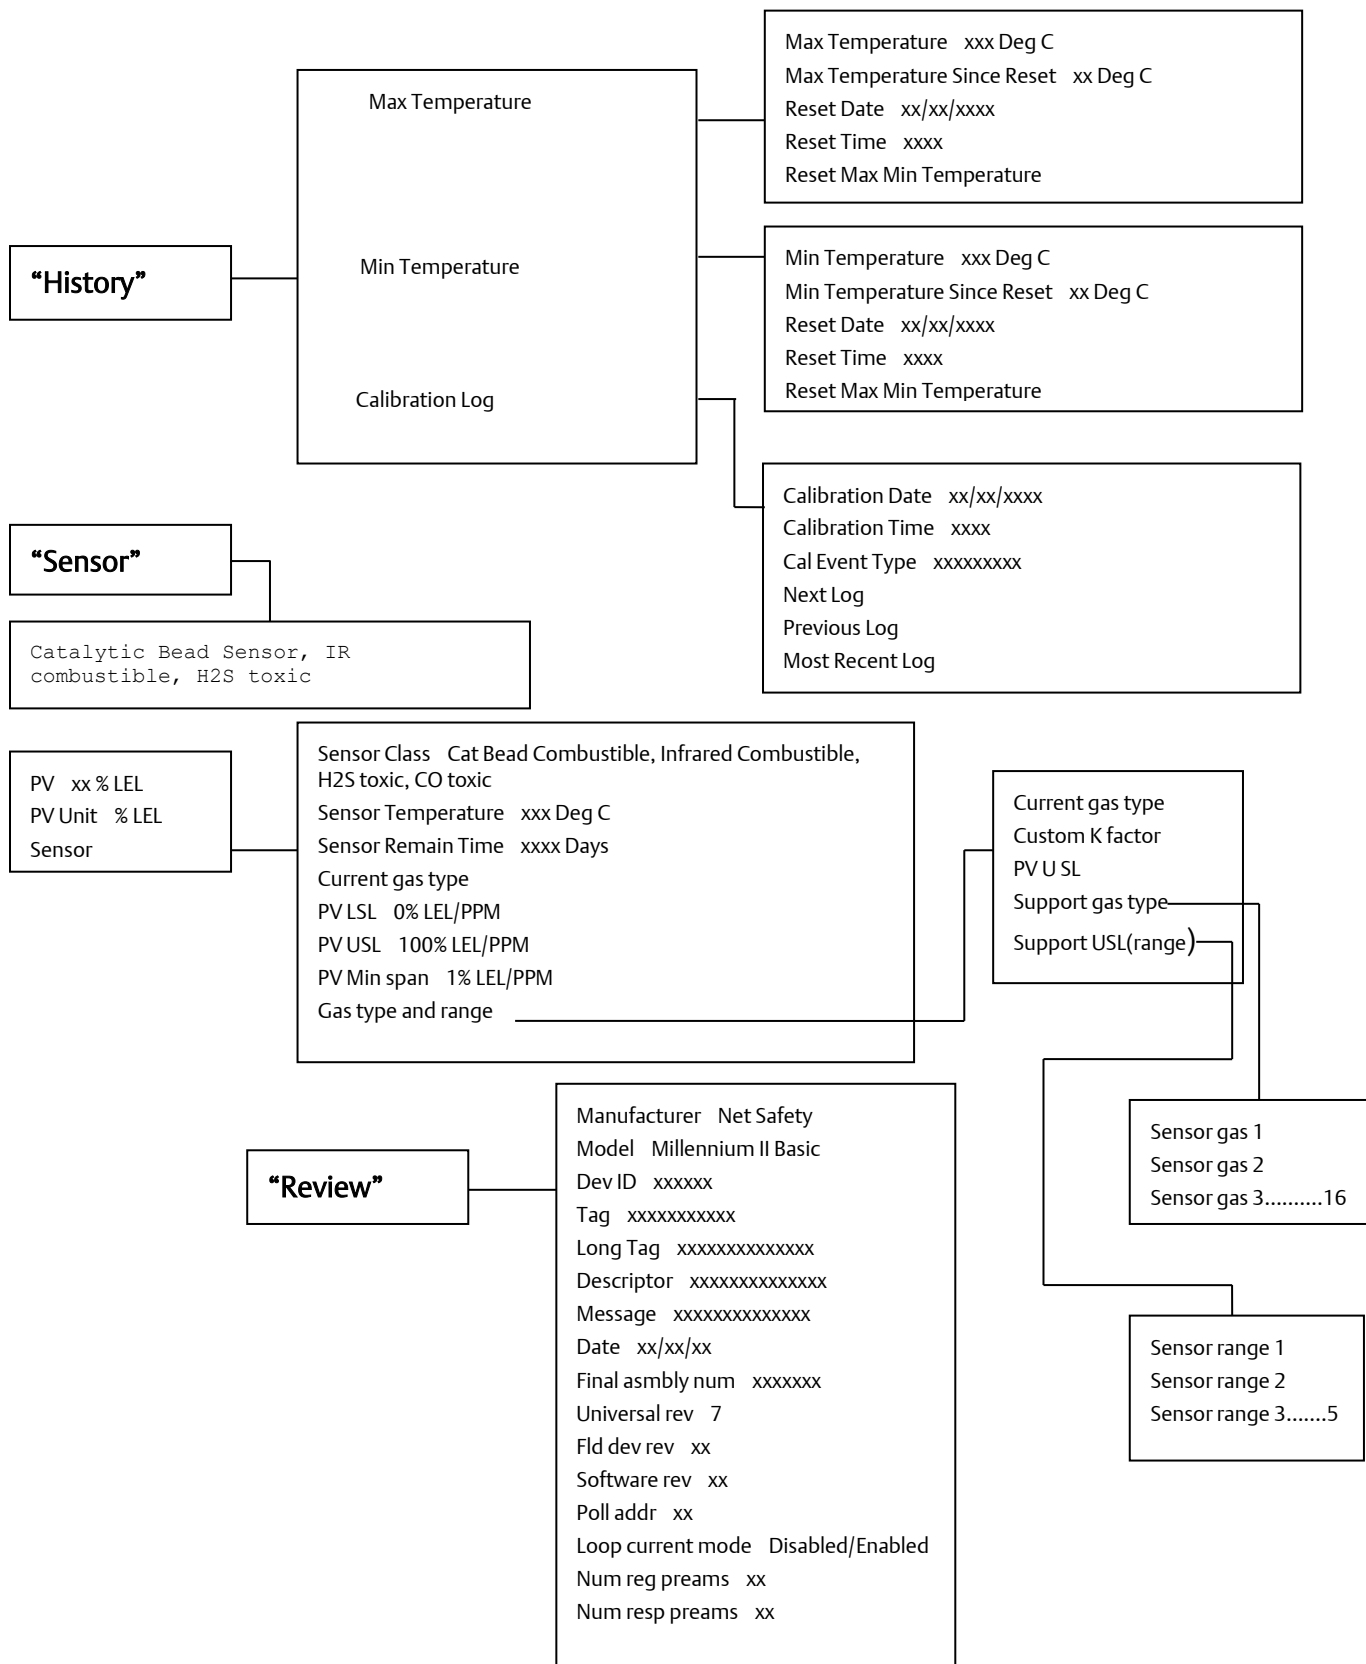 Max Temperature xxx Deg C
Max Temperature Since Reset xx Deg C
Reset Date xx/xx/xxxx
Reset Time xxxx
Reset Max Min Temperature
Max Temperature
Min Temperature
Calibration Log
“History”
Min Temperature xxx Deg C
Min Temperature Since Reset xx Deg C
Reset Date xx/xx/xxxx
Reset Time xxxx
Reset Max Min Temperature
Calibration Date xx/xx/xxxx
Calibration Time xxxx
Cal Event Type xxxxxxxxx
Next Log
Previous Log
Most Recent Log
“Sensor”
Catalytic Bead Sensor, IR
combustible, H2S toxic
PV xx % LEL
PV Unit % LEL
Sensor
Sensor Class Cat Bead Combustible, Infrared Combustible,
H2S toxic, CO toxic
Sensor Temperature xxx Deg C
Sensor Remain Time xxxx Days
Current gas type
PV LSL 0% LEL/PPM
PV USL 100% LEL/PPM
PV Min span 1% LEL/PPM
Gas type and range
Current gas type
Custom K factor
PV U SL
Support gas type
Support USL(range)
Sensor gas 1
Sensor gas 2
Sensor gas 3..........16
Sensor range 1
Sensor range 2
Sensor range 3.......5
“Review”
Manufacturer Net Safety
Model Millennium II Basic
Dev ID xxxxxx
Tag xxxxxxxxxxx
Long Tag xxxxxxxxxxxxxx
Descriptor xxxxxxxxxxxxxx
Message xxxxxxxxxxxxxx
Date xx/xx/xx
Final asmbly num xxxxxxx
Universal rev 7
Fld dev rev xx
Software rev xx
Poll addr xx
Loop current mode Disabled/Enabled
Num reg preams xx
Num resp preams xx